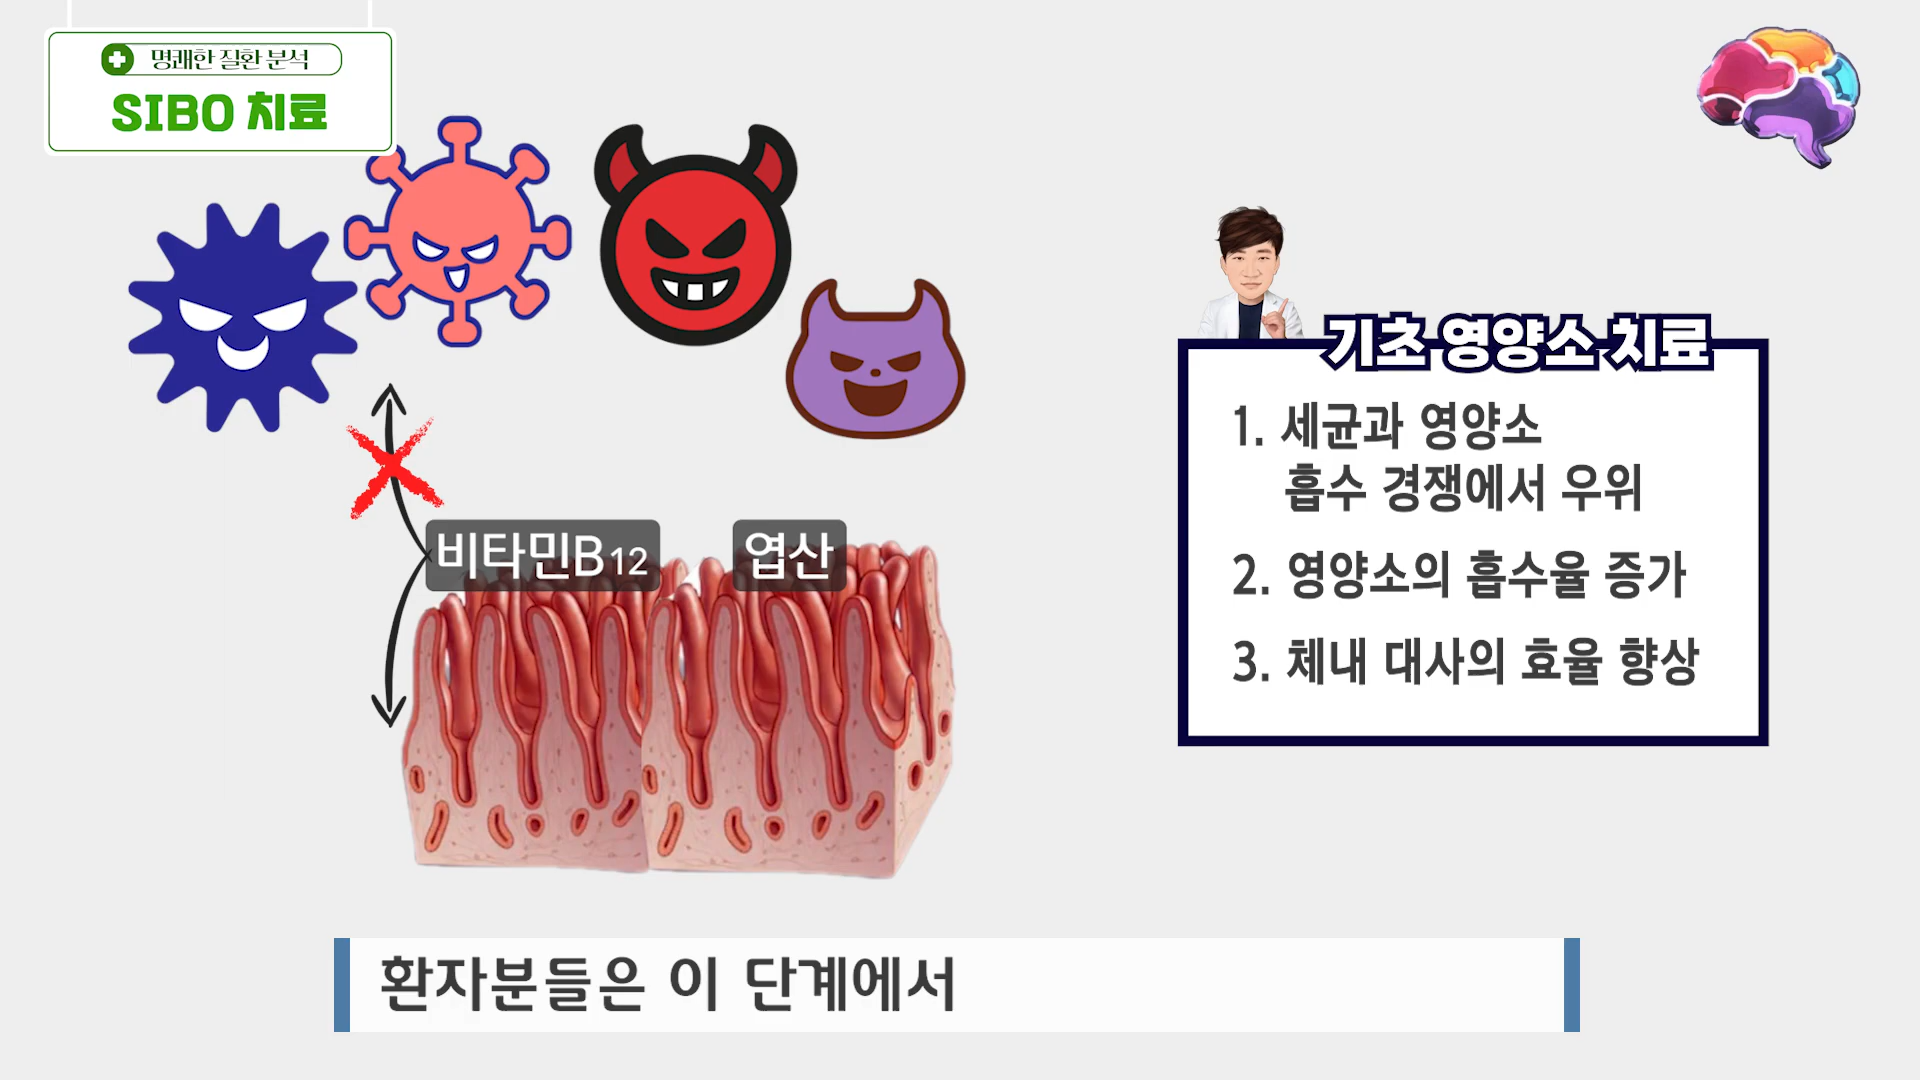 명쾌한 질환 분석
SIBO 치료
비타민B12
엽산
기초 영양소 치료
1. 세균과 영양소
흡수 경쟁에서 우위
2. 영양소의 흡수율 증가
3. 체내 대사의 효율 향상
환자분들은 이 단계에서